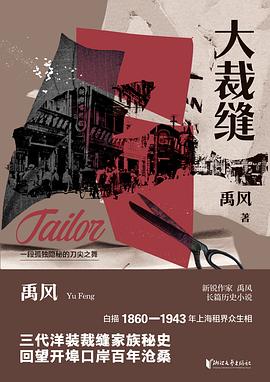 大裁缝
禹风
著
Tailor
一段孤独隐秘的刀尖之舞
禹风
Yu Feng
新锐作家 禹风
长篇历史小说
白描 1860—1943 年上海租界众生相
三代洋装裁缝家族秘史
回望开埠口岸百年沧桑
浙江文艺出版社